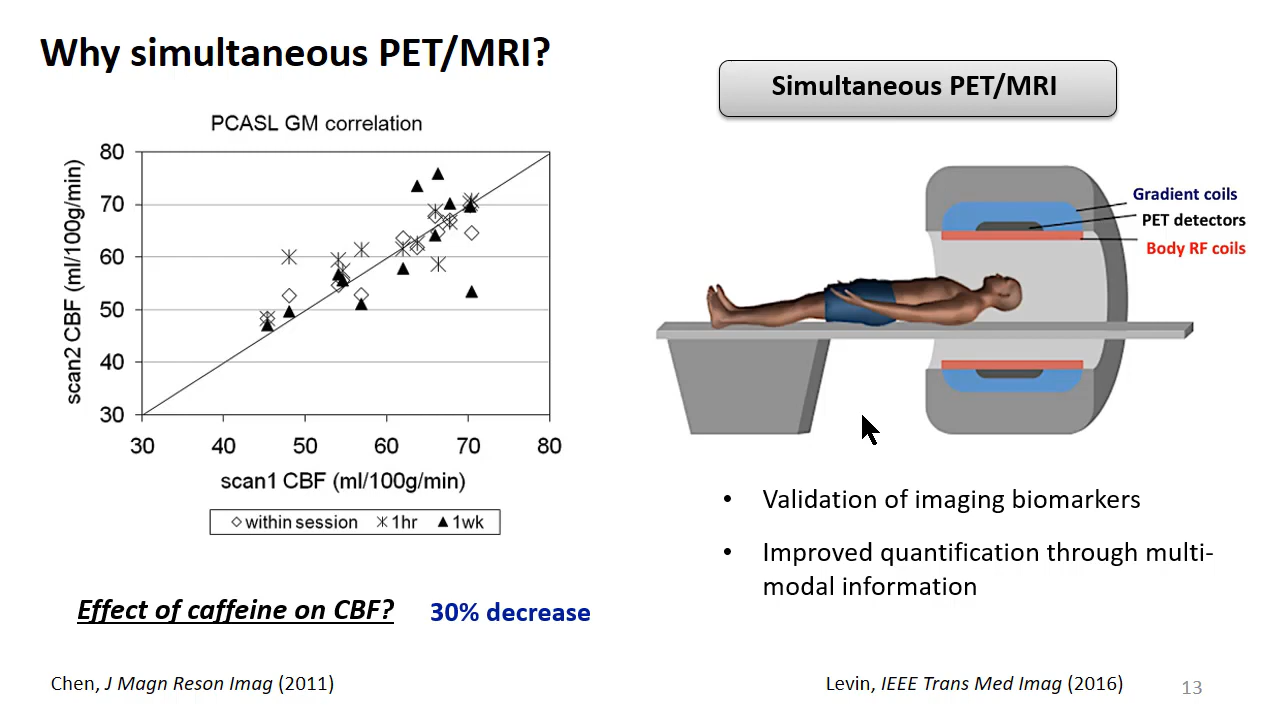 Why simultaneous PET/MRI?
PCASL GM correlation
80
70
60
50
40
30
scan2 CBF (ml/100g/min)
30 40 50 60 70 80
scan1 CBF (ml/100g/min)
within session 1hr 1wk
Effect of caffeine on CBF? 30% decrease
Chen, J Magn Reson Imag (2011)
Simultaneous PET/MRI
Gradient coils
PET detectors
Body RF coils
• Validation of imaging biomarkers
• Improved quantification through multi-
modal information
Levin, IEEE Trans Med Imag (2016)
13